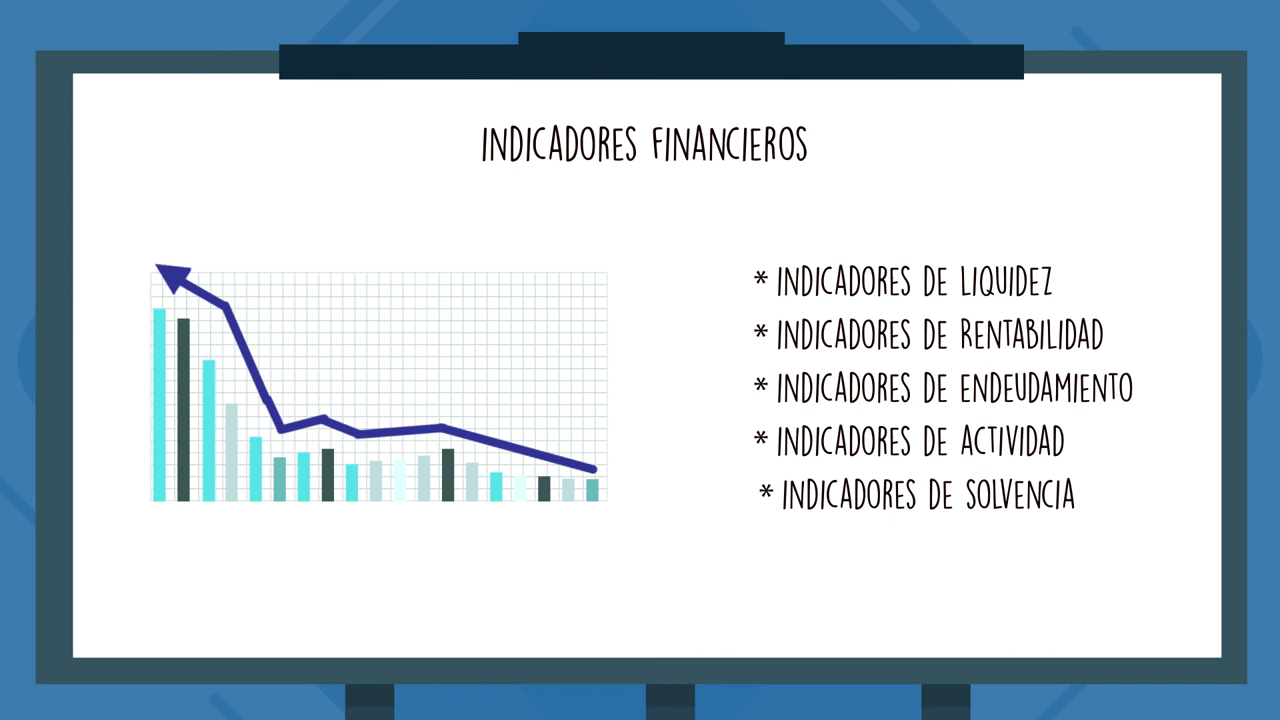 INDICADORES FINANCIEROS
* INDICADORES DE LIQUIDEZ
* INDICADORES DE RENTABILIDAD
* INDICADORES DE ENDEUDAMIENTO
* INDICADORES DE ACTIVIDAD
* INDICADORES DE SOLVENCIA